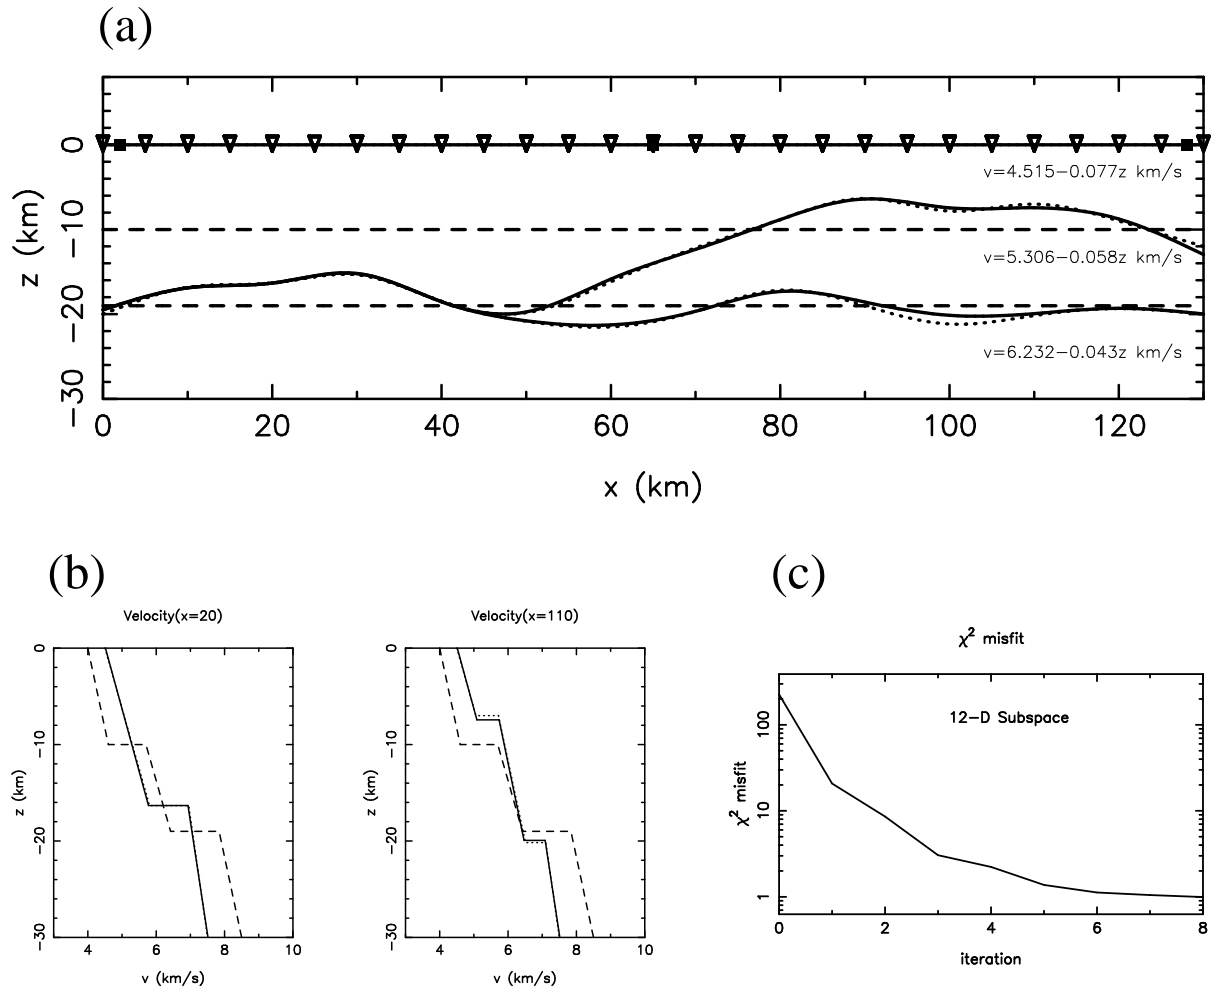 (a)
0
−10
−20
−30
z (km)
v=4.515−0.077z km/s
v=5.306−0.058z km/s
v=6.232−0.043z km/s
0 20 40 60 80 100 120
x (km)
(b)
Velocity(x=20)
0
−10
−20
−30
z (km)
4 6 8 10
v (km/s)
Velocity(x=110)
0
−10
−20
−30
z (km)
4 6 8 10
v (km/s)
(c)
χ² misfit
12−D Subspace
100
10
1
χ² misfit
0 2 4 6 8
iteration